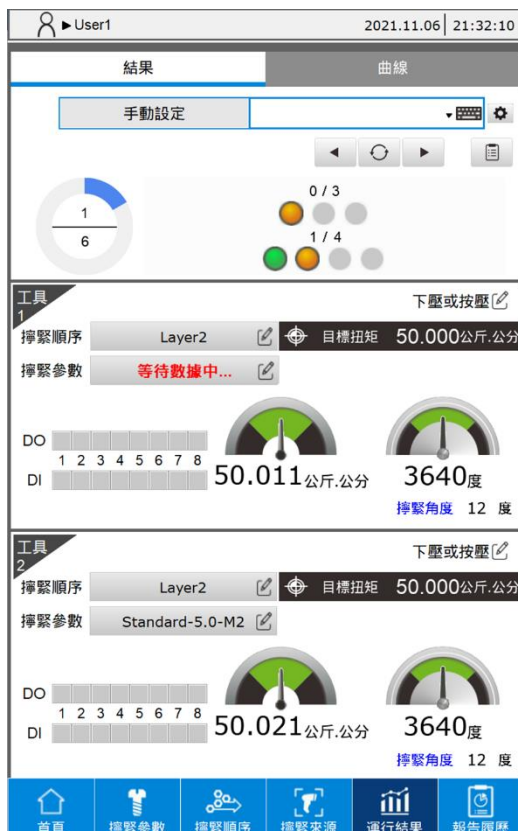 ▶User1 2021.11.06 21:32:10
結果 曲線
手動設定
0 / 3
1
6
1 / 4
工具
1
下壓或按壓
擰緊順序 Layer2 目標扭矩 50.000公斤.公分
擰緊參數 等待數據中...
DO
1 2 3 4 5 6 7 8
DI
50.011公斤.公分 3640度
擰緊角度 12 度
工具
2
下壓或按壓
擰緊順序 Layer2 目標扭矩 50.000公斤.公分
擰緊參數 Standard-5.0-M2
DO
1 2 3 4 5 6 7 8
DI
50.021公斤.公分 3640度
擰緊角度 12 度
首頁 擰緊參數 擰緊順序 擰緊來源 運行結果 報告履歷